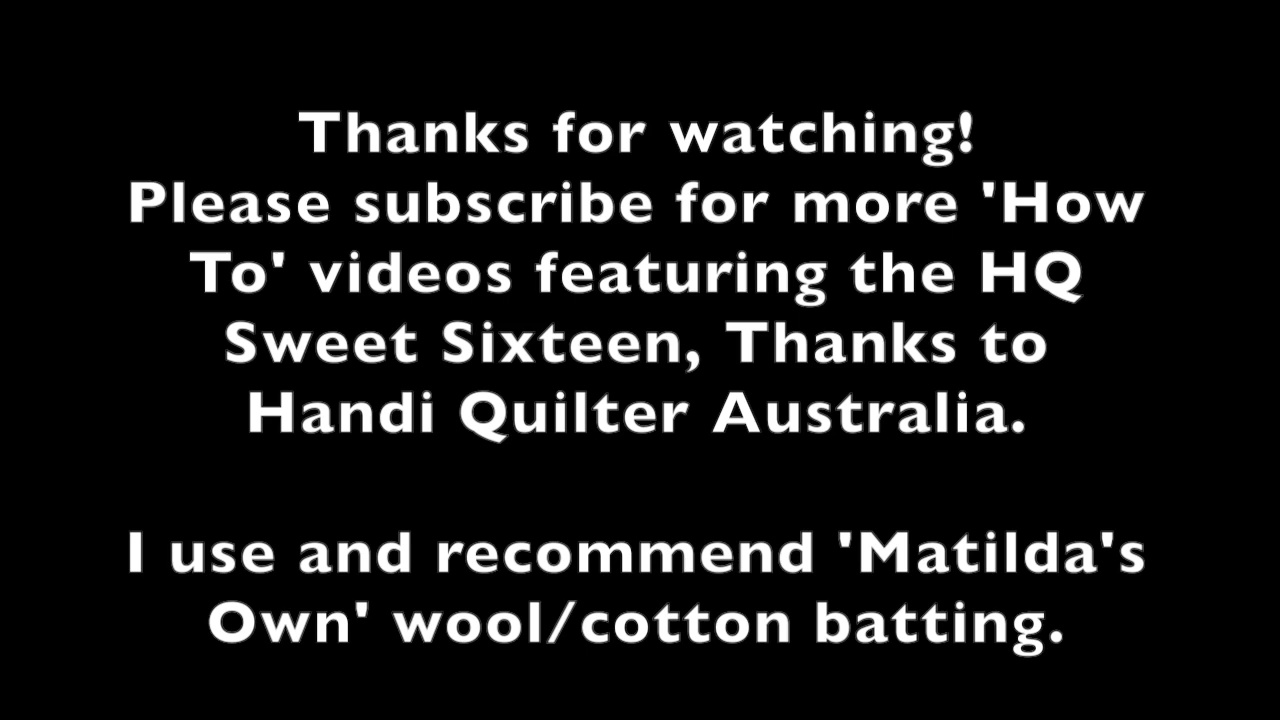 Thanks for watching!
Please subscribe for more 'How
To' videos featuring the HQ
Sweet Sixteen, Thanks to
Handi Quilter Australia.
I use and recommend 'Matilda's
Own' wool/cotton batting.